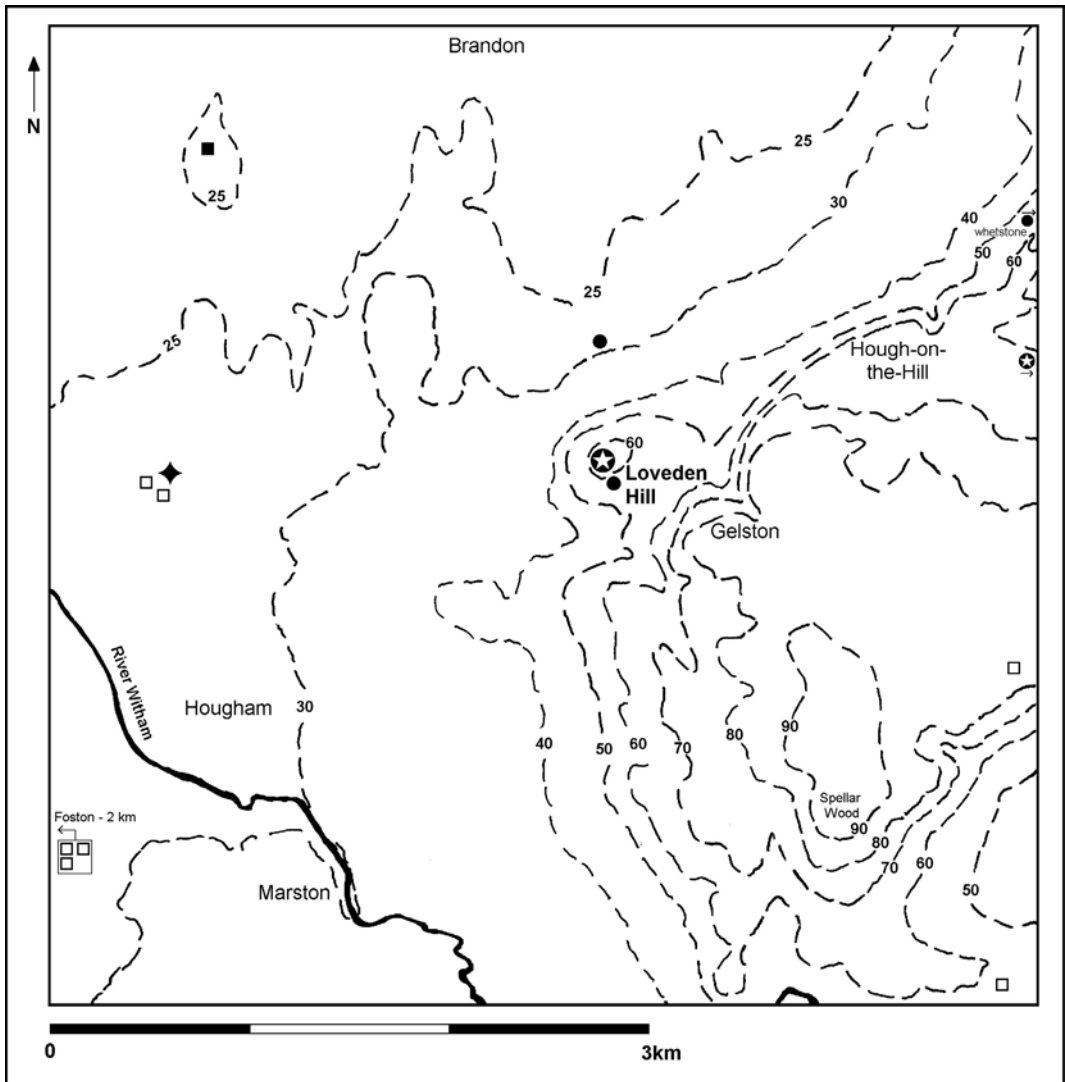 Brandon
N
25
25
30
40
whetstone
50
60
25
25
Hough-on-
the-Hill
60
Loveden
Hill
Gelston
River Witham
Hougham
30
40
50
60
70
80
90
Spellar
Wood
90
80
70
60
50
Foston - 2 km
Marston
0
3km